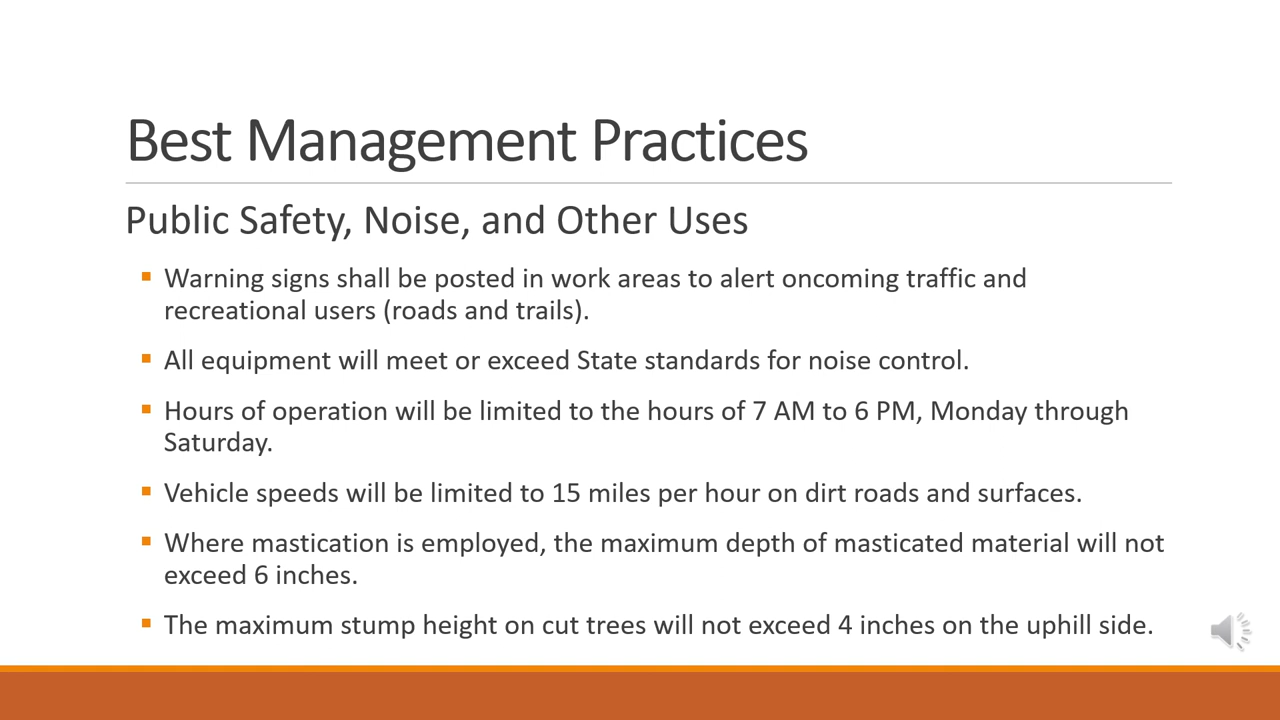 Best Management Practices
Public Safety, Noise, and Other Uses
▪ Warning signs shall be posted in work areas to alert oncoming traffic and
recreational users (roads and trails).
▪ All equipment will meet or exceed State standards for noise control.
▪ Hours of operation will be limited to the hours of 7 AM to 6 PM, Monday through
Saturday.
▪ Vehicle speeds will be limited to 15 miles per hour on dirt roads and surfaces.
▪ Where mastication is employed, the maximum depth of masticated material will not
exceed 6 inches.
▪ The maximum stump height on cut trees will not exceed 4 inches on the uphill side.